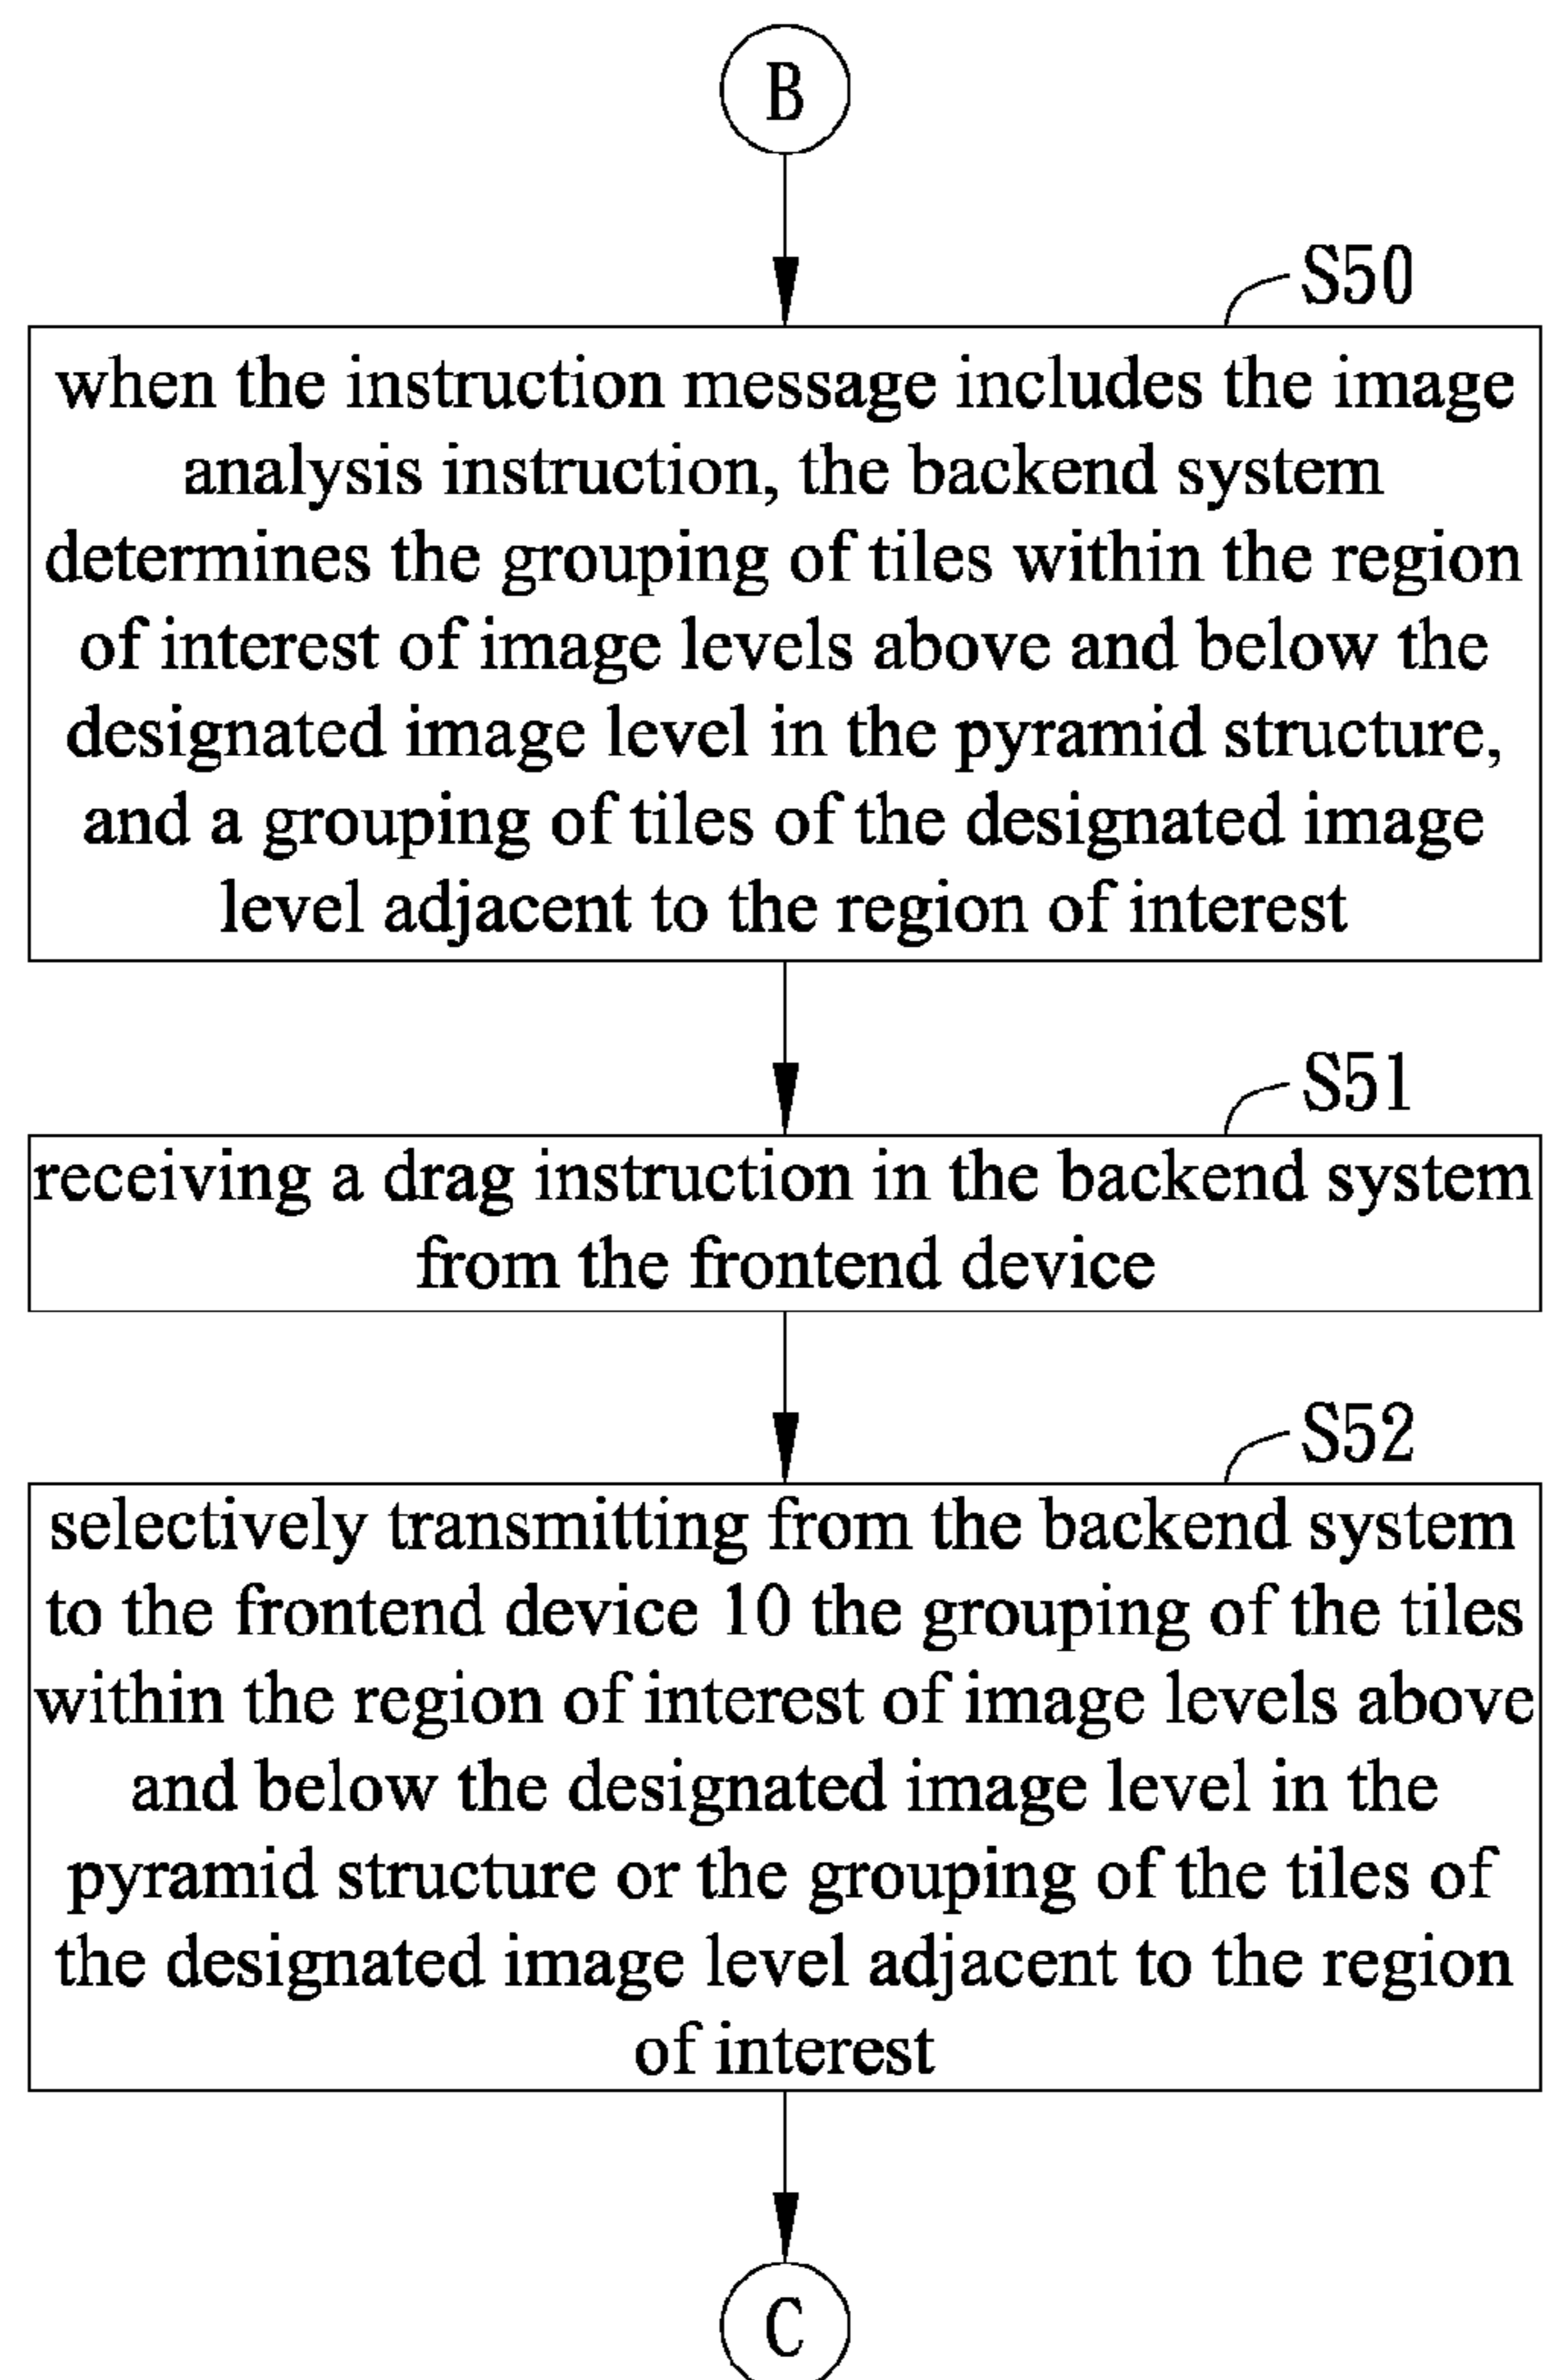 B
S50
when the instruction message includes the image
analysis instruction, the backend system
determines the grouping of tiles within the region
of interest of image levels above and below the
designated image level in the pyramid structure,
and a grouping of tiles of the designated image
level adjacent to the region of interest
S51
receiving a drag instruction in the backend system
from the frontend device
S52
selectively transmitting from the backend system
to the frontend device 10 the grouping of the tiles
within the region of interest of image levels above
and below the designated image level in the
pyramid structure or the grouping of the tiles of
the designated image level adjacent to the region
of interest
C